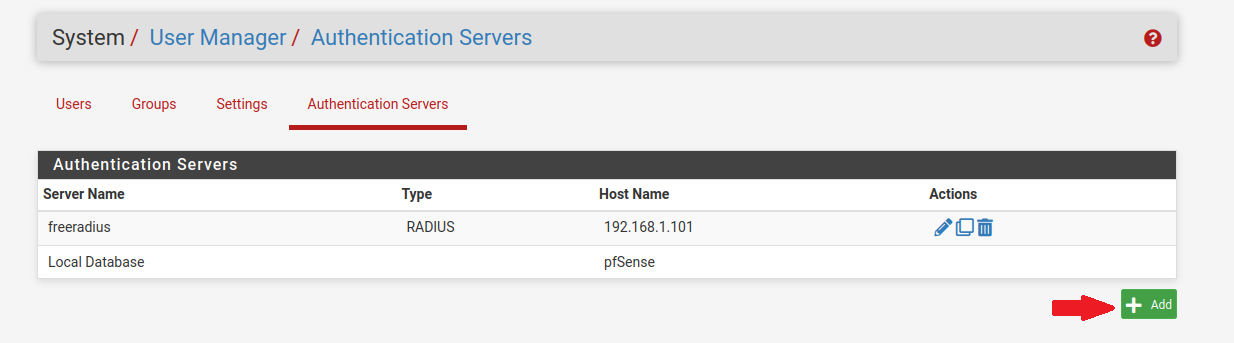 System / User Manager / Authentication Servers
Users Groups Settings Authentication Servers
Authentication Servers
Server Name Type Host Name Actions
freeradius RADIUS 192.168.1.101
Local Database pfSense
Add